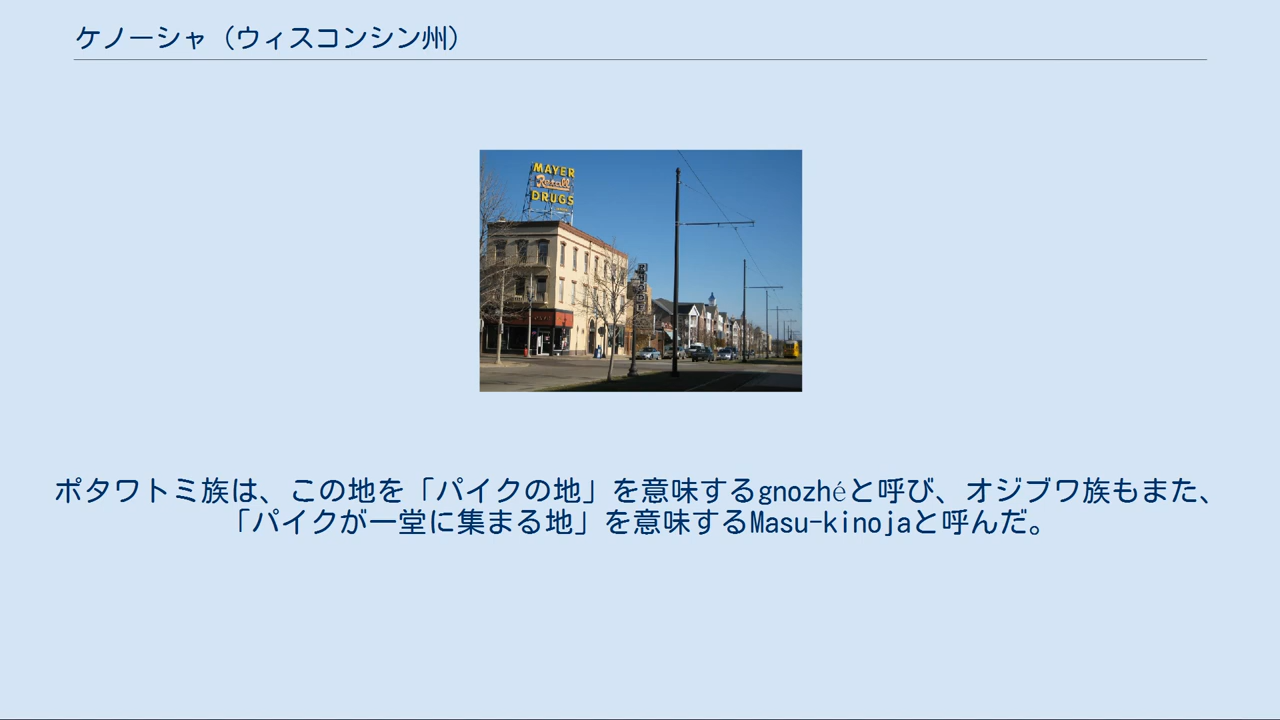 ケノーシャ（ウィスコンシン州）
MAYER
Rexall
DRUGS
ポタワトミ族は、この地を「パイクの地」を意味するgnozhéと呼び、オジブワ族もまた、
「パイクが一堂に集まる地」を意味するMasu-kinojaと呼んだ。